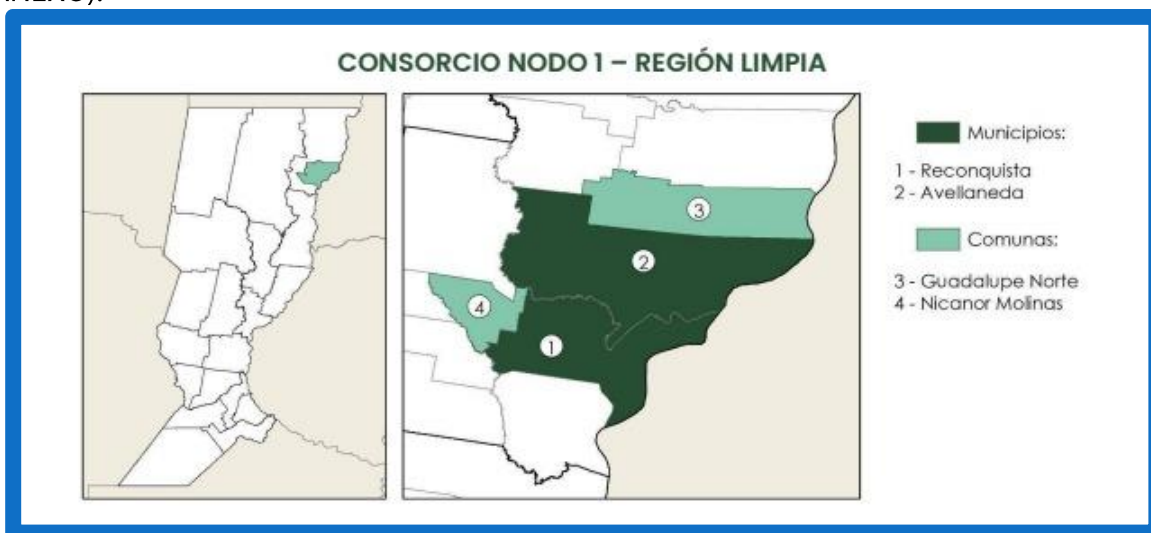 CONSORCIO NODO 1 – REGIÓN LIMPIA
Municipios:
1 - Reconquista
2 - Avellaneda
Comunas:
3 - Guadalupe Norte
4 - Nicanor Molinas
3
2
4
1